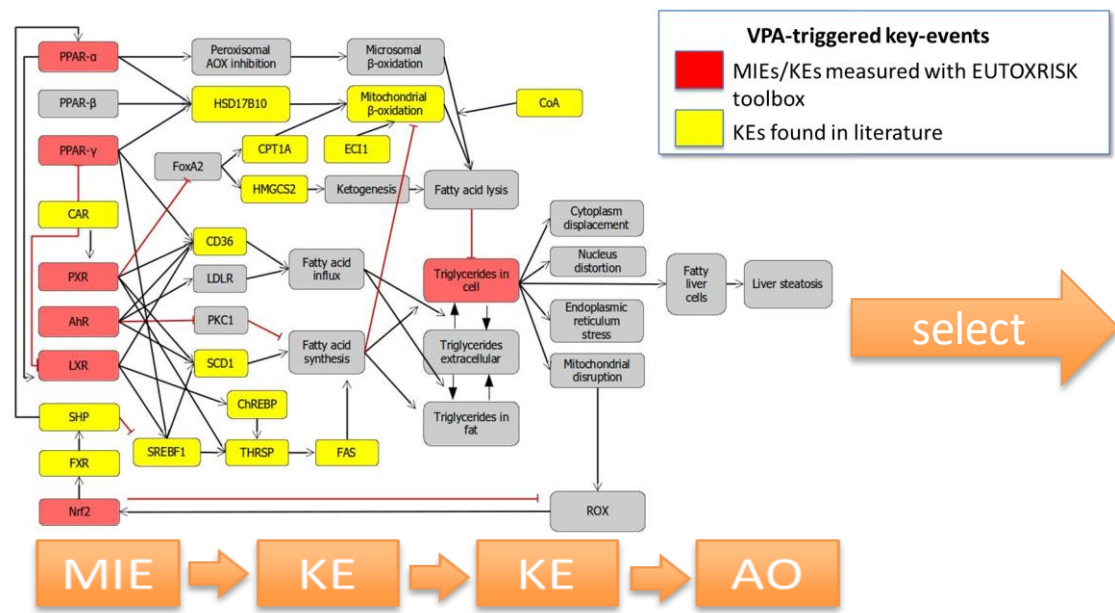 VPA-triggered key-events
MIEs/KEs measured with EUTOXRISK
toolbox
KEs found in literature
PPAR-α
Peroxisomal
AOX inhibition
Microsomal
β-oxidation
PPAR-β
HSD17B10
Mitochondrial
β-oxidation
CoA
PPAR-γ
FoxA2
CPT1A
ECI1
HMGCS2
Ketogenesis
Fatty acid lysis
CAR
CD36
Cytoplasm
displacement
PXR
LDLR
Fatty acid
influx
Triglycerides in
cell
Nucleus
distortion
Fatty
liver
cells
Liver steatosis
AhR
PKC1
Endoplasmic
reticulum
stress
select
LXR
SCD1
Fatty acid
synthesis
Triglycerides
extracellular
Mitochondrial
disruption
ChREBP
SHP
Triglycerides in
fat
SREBF1
THRSP
FAS
FXR
Nrf2
ROX
MIE
KE
KE
AO